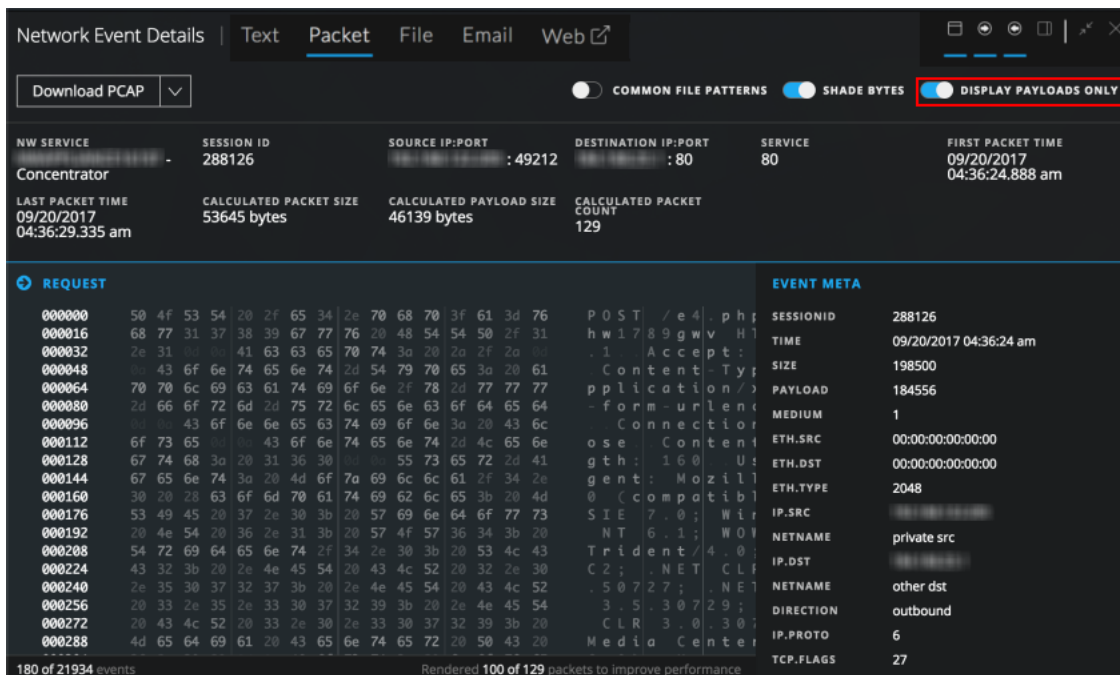 Network Event Details | Text Packet File Email Web
Download PCAP
COMMON FILE PATTERNS SHADE BYTES DISPLAY PAYLOADS ONLY
NW SERVICE SESSION ID SOURCE IP:PORT DESTINATION IP:PORT SERVICE FIRST PACKET TIME
- 288126 : 49212 : 80 80 09/20/2017
Concentrator 04:36:24.888 am
LAST PACKET TIME CALCULATED PACKET SIZE CALCULATED PAYLOAD SIZE CALCULATED PACKET
COUNT
09/20/2017 53645 bytes 46139 bytes 129
04:36:29.335 am
REQUEST
000000 50 4f 53 54 20 2f 65 34 2e 70 68 70 3f 61 3d 76 POST /e4.php
000016 68 77 31 37 38 39 67 77 76 20 48 54 54 50 2f 31 hw1789gwv HT
000032 2e 31 0d 0a 41 63 63 65 70 74 3a 20 2a 2f 2a 0d .1 Accept:
000048 0a 43 6f 6e 74 65 6e 74 2d 54 79 70 65 3a 20 61 Content-Typ
000064 70 70 6c 69 63 61 74 69 6f 6e 2f 78 2d 77 77 77 pplication/x
000080 2d 66 6f 72 6d 2d 75 72 6c 65 6e 63 6f 64 65 64 -form-urlenc
000096 0d 0a 43 6f 6e 6e 65 63 74 69 6f 6e 3a 20 43 6c Connection
000112 6f 73 65 0d 0a 43 6f 6e 74 65 6e 74 2d 4c 65 6e ose Content
000128 67 74 68 3a 20 31 36 30 0d 0a 55 73 65 72 2d 41 gth: 160 Us
000144 67 65 6e 74 3a 20 4d 6f 7a 69 6c 6c 61 2f 34 2e gent: Mozill
000160 30 20 28 63 6f 6d 70 61 74 69 62 6c 65 3b 20 4d 0 (compatibl
000176 53 49 45 20 37 2e 30 3b 20 57 69 6e 64 6f 77 73 SIE 7.0; Win
000192 20 4e 54 20 36 2e 31 3b 20 57 4f 57 36 34 3b 20 NT 6.1; WOW
000208 54 72 69 64 65 6e 74 2f 34 2e 30 3b 20 53 4c 43 Trident/4.0;
000224 43 32 3b 20 2e 4e 45 54 20 43 4c 52 20 32 2e 30 C2; .NET CLR
000240 2e 35 30 37 32 37 3b 20 2e 4e 45 54 20 43 4c 52 .50727; .NET
000256 20 33 2e 35 2e 33 30 37 32 39 3b 20 2e 4e 45 54 3.5.30729;
000272 20 43 4c 52 20 33 2e 30 2e 33 30 37 32 39 3b 20 CLR 3.0.307
000288 4d 65 64 69 61 20 43 65 6e 74 65 72 20 50 43 20 Media Center
180 of 21934 events Rendered 100 of 129 packets to improve performance
EVENT META
SESSIONID 288126
TIME 09/20/2017 04:36:24 am
SIZE 198500
PAYLOAD 184556
MEDIUM 1
ETH.SRC 00:00:00:00:00:00
ETH.DST 00:00:00:00:00:00
ETH.TYPE 2048
IP.SRC
NETNAME private src
IP.DST
NETNAME other dst
DIRECTION outbound
IP.PROTO 6
TCP.FLAGS 27